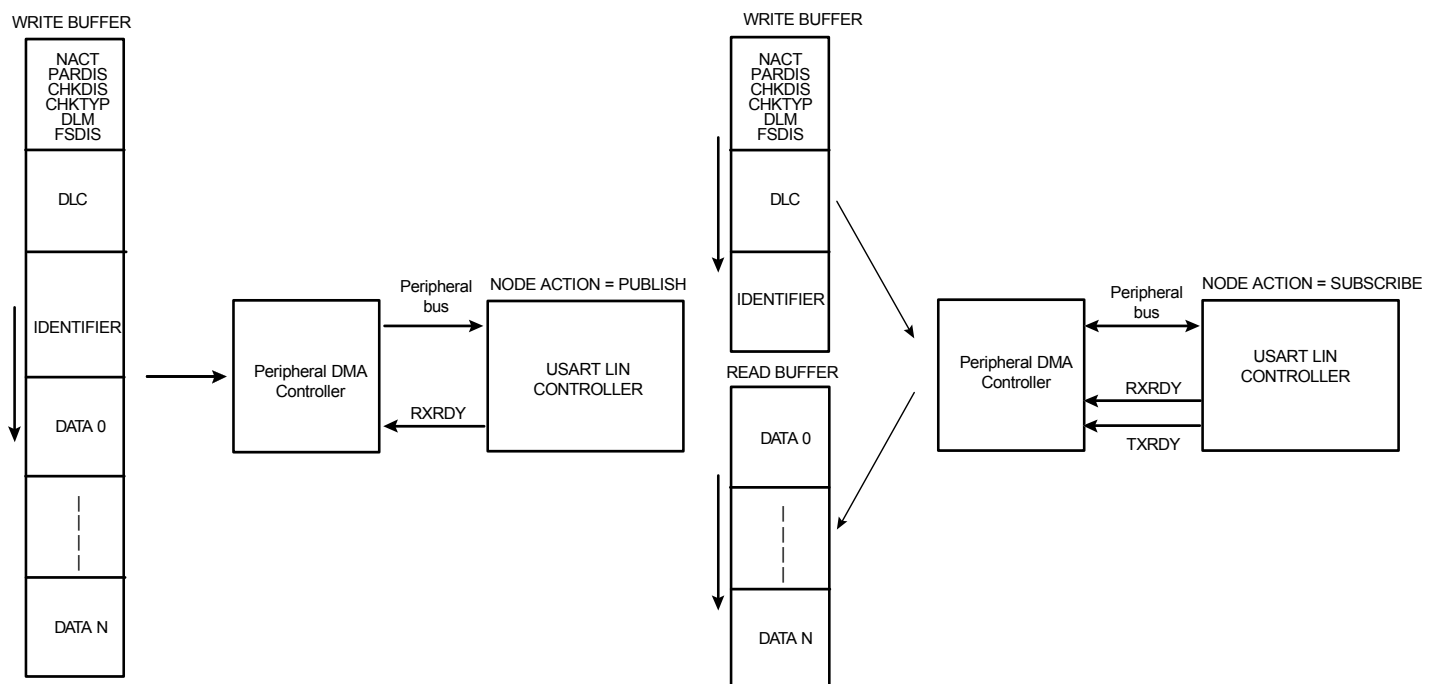 WRITE BUFFER
NACT
PARDIS
CHKDIS
CHKTYP
DLM
FSDIS
DLC
IDENTIFIER
DATA 0
DATA N
Peripheral DMA
Controller
Peripheral
bus
RXRDY
NODE ACTION = PUBLISH
USART LIN
CONTROLLER
WRITE BUFFER
NACT
PARDIS
CHKDIS
CHKTYP
DLM
FSDIS
DLC
IDENTIFIER
READ BUFFER
DATA 0
DATA N
Peripheral DMA
Controller
Peripheral
bus
RXRDY
TXRDY
NODE ACTION = SUBSCRIBE
USART LIN
CONTROLLER